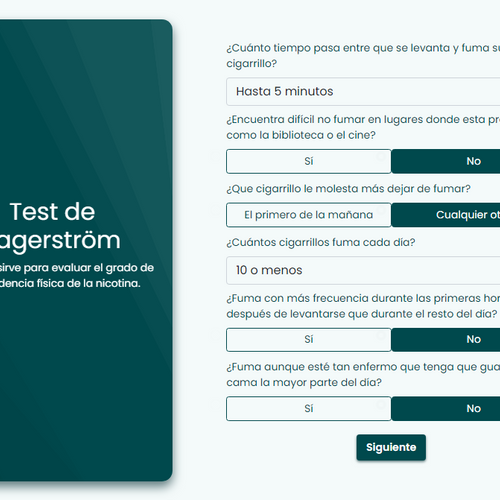 Test de
agerström
sirve para evaluar el grado de
dencia física de la nicotina.
¿Cuánto tiempo pasa entre que se levanta y fuma su
cigarrillo?
Hasta 5 minutos
¿Encuentra dificil no fumar en lugares donde esta pro
como la biblioteca o el cine?
Sí No
¿Que cigarrillo le molesta más dejar de fumar?
El primero de la mañana Cualquier ot
¿Cuántos cigarrillos fuma cada dia?
10 o menos
¿Fuma con más frecuencia durante las primeras hor
después de levantarse que durante el resto del día?
Sí No
¿Fuma aunque esté tan enfermo que tenga que gua
cama la mayor parte del día?
Sí No
Siguiente